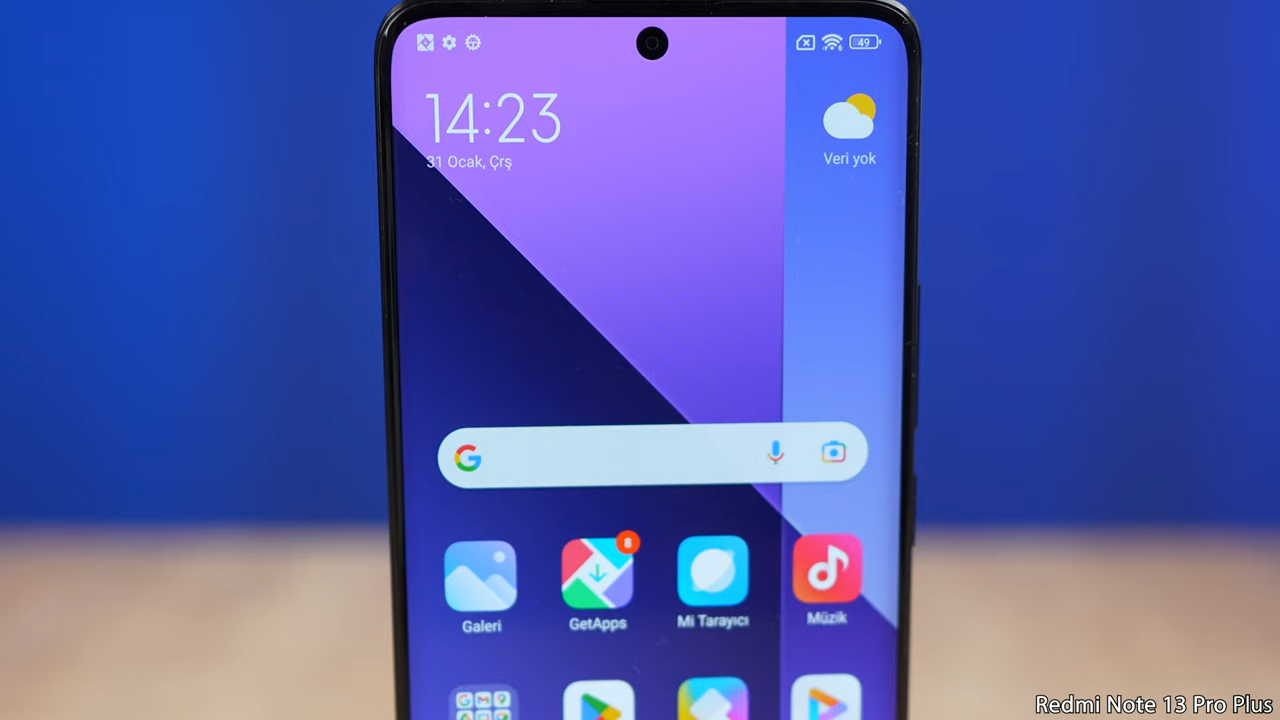 49
14:23
31 Ocak, Çrş
Veri yok
8
Galeri
GetApps
Mi Tarayıcı
Müzik
Redmi Note 13 Pro Plus